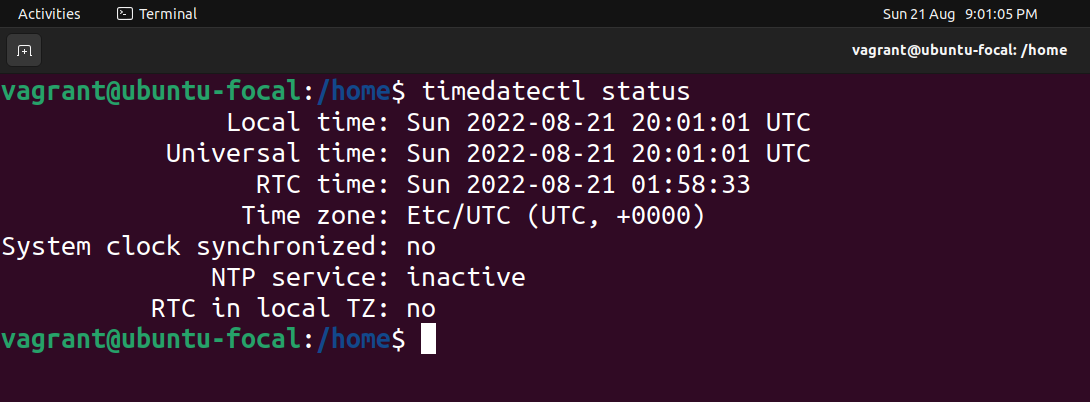 Activities Terminal Sun 21 Aug 9:01:05 PM
vagrant@ubuntu-focal: /home
vagrant@ubuntu-focal:/home$ timedatectl status
Local time: Sun 2022-08-21 20:01:01 UTC
Universal time: Sun 2022-08-21 20:01:01 UTC
RTC time: Sun 2022-08-21 01:58:33
Time zone: Etc/UTC (UTC, +0000)
System clock synchronized: no
NTP service: inactive
RTC in local TZ: no
vagrant@ubuntu-focal:/home$